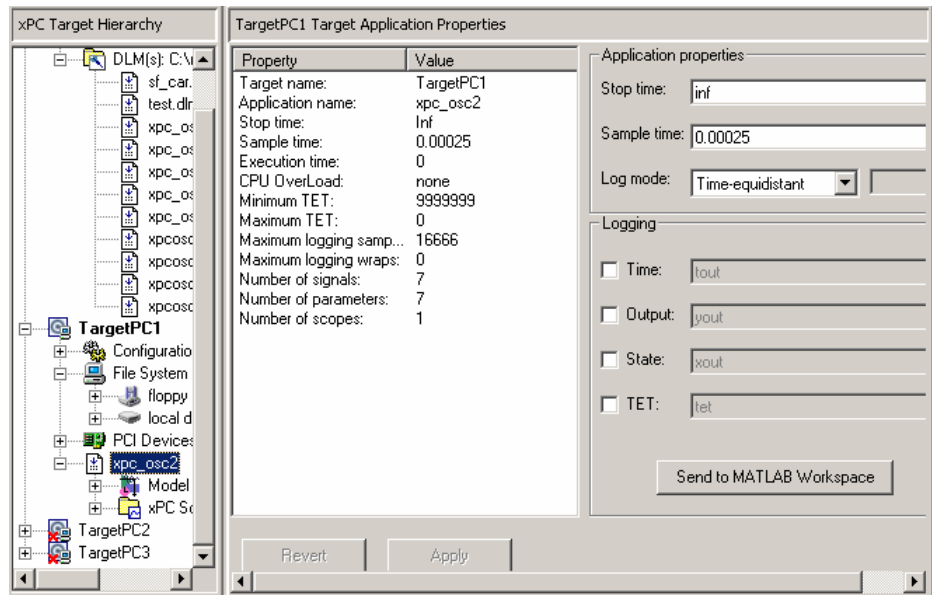 xPC Target Hierarchy
DLM(s): C:\
sf_car.
test.dlr
xpc_os
xpc_os
xpc_os
xpc_os
xpc_os
xpcosc
xpcosc
xpcosc
xpcosc
TargetPC1
Configuratio
File System
floppy
local d
PCI Devices
xpc_osc2
Model
xPC Sc
TargetPC2
TargetPC3
TargetPC1 Target Application Properties
Property Value
Target name: TargetPC1
Application name: xpc_osc2
Stop time: Inf
Sample time: 0.00025
Execution time: 0
CPU OverLoad: none
Minimum TET: 9999999
Maximum TET: 0
Maximum logging samp... 16666
Maximum logging wraps: 0
Number of signals: 7
Number of parameters: 7
Number of scopes: 1
Revert Apply
Application properties
Stop time: inf
Sample time: 0.00025
Log mode: Time-equidistant
Logging
Time: tout
Output: yout
State: xout
TET: tet
Send to MATLAB Workspace